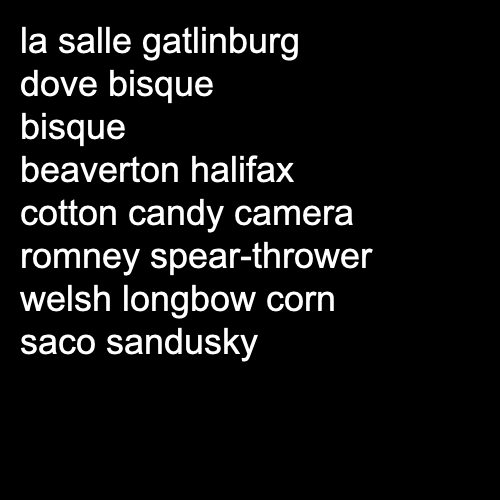 la salle gatlinburg
dove bisque
bisque
beaverton halifax
cotton candy camera
romney spear-thrower
welsh longbow corn
saco sandusky